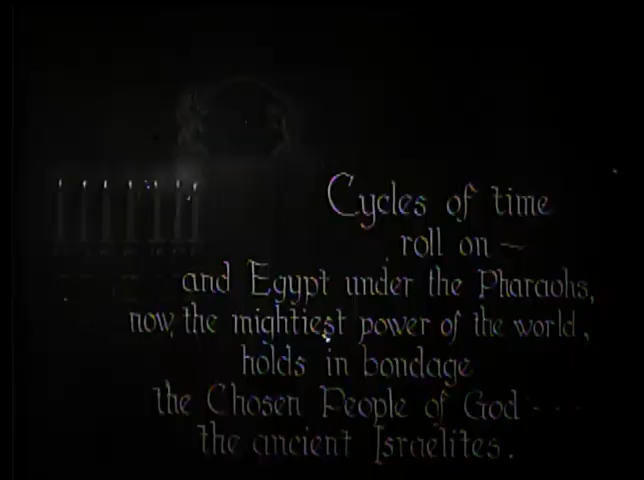 Cycles of time
roll on —
and Egypt under the Pharaohs,
now, the mightiest power of the world,
holds in bondage
the Chosen People of God - - -
the ancient Israelites.